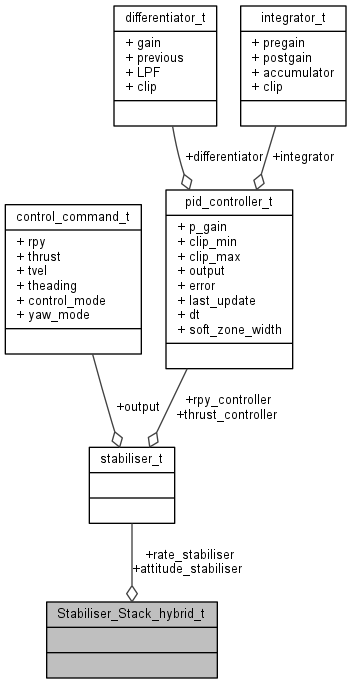 differentiator_t
+ gain
+ previous
+ LPF
+ clip
integrator_t
+ pregain
+ postgain
+ accumulator
+ clip
+differentiator
+integrator
control_command_t
+ rpy
+ thrust
+ tvel
+ theading
+ control_mode
+ yaw_mode
pid_controller_t
+ p_gain
+ clip_min
+ clip_max
+ output
+ error
+ last_update
+ dt
+ soft_zone_width
+output
+rpy_controller
+thrust_controller
stabiliser_t
+rate_stabiliser
+attitude_stabiliser
Stabiliser_Stack_hybrid_t